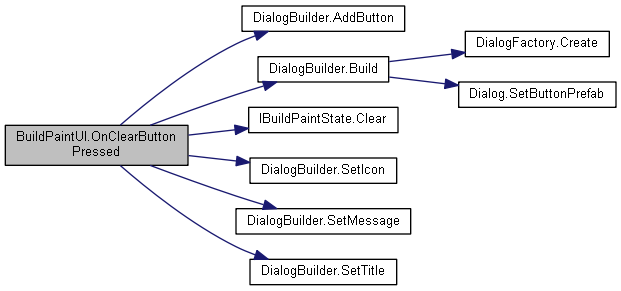 BuildPaintUI.OnClearButton
Pressed
DialogBuilder.AddButton
DialogBuilder.Build
DialogFactory.Create
Dialog.SetButtonPrefab
IBuildPaintState.Clear
DialogBuilder.SetIcon
DialogBuilder.SetMessage
DialogBuilder.SetTitle